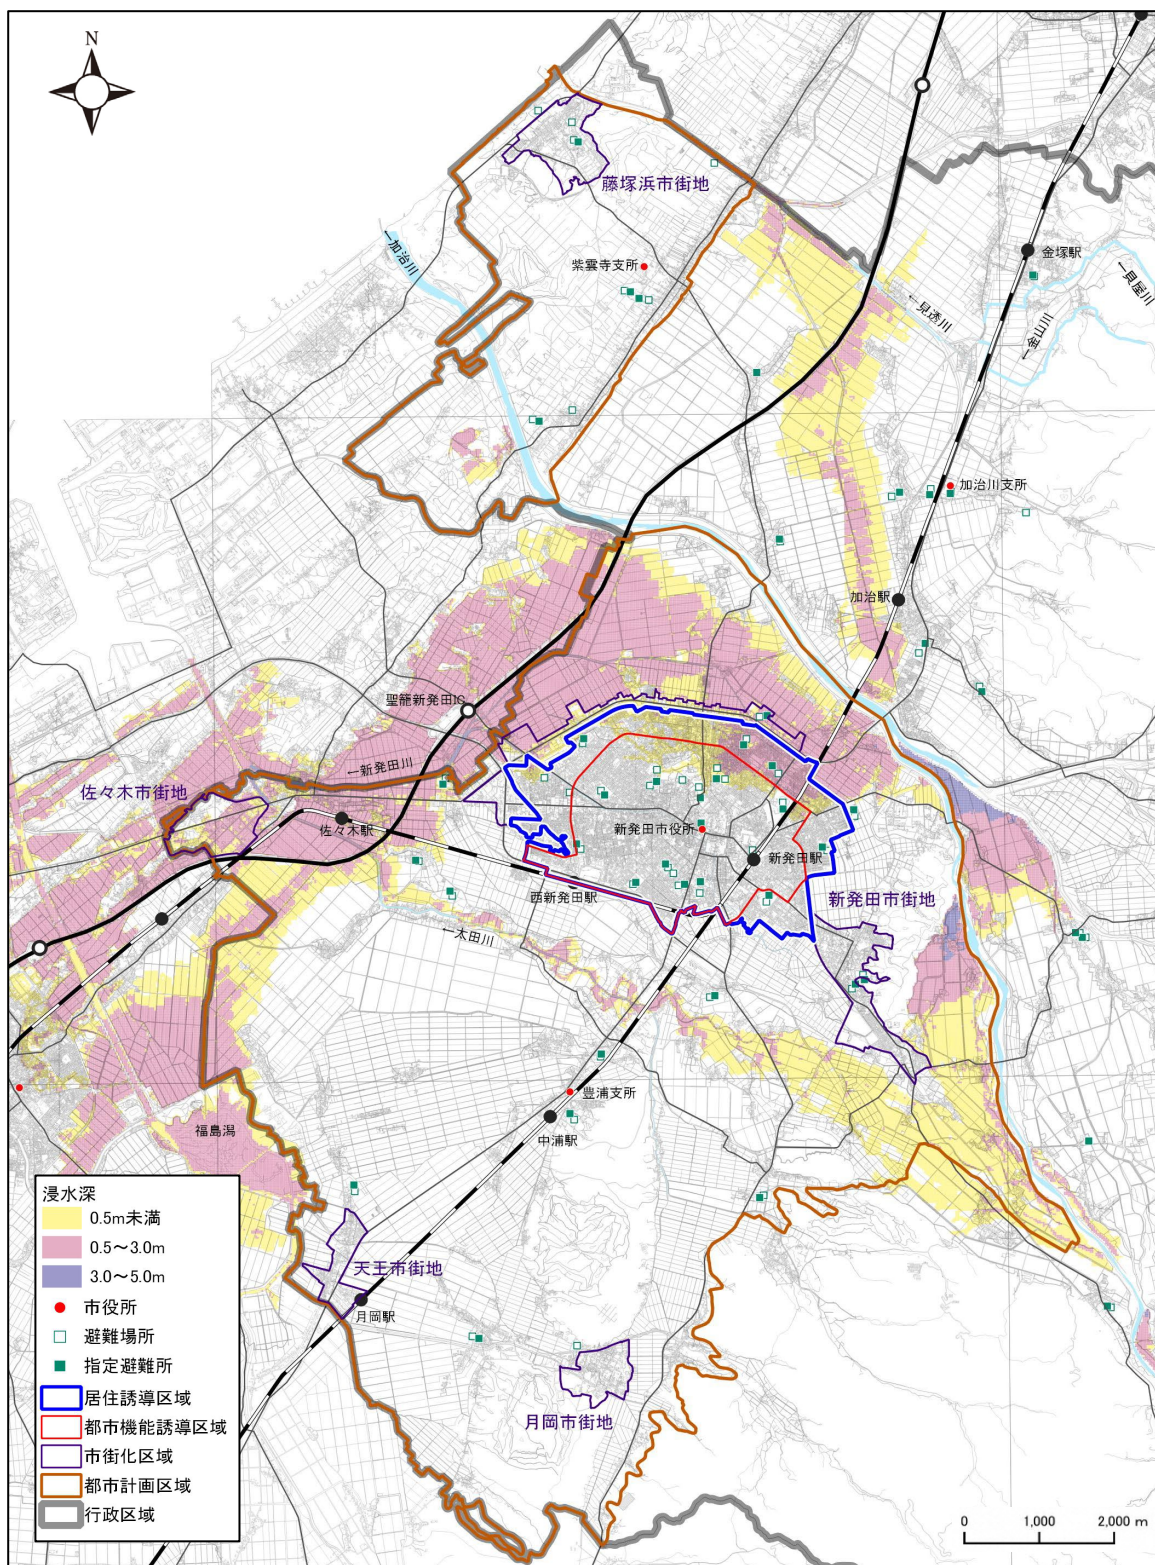 N
藤塚浜市街地
←加治川
紫雲寺支所
金塚駅
←貝屋川
←見透川
←金山川
加治川支所
加治駅
聖籠新発田IC
←新発田川
佐々木市街地
佐々木駅
新発田市役所
新発田駅
西新発田駅
新発田市街地
←太田川
豊浦支所
中浦駅
福島潟
天王市街地
月岡駅
月岡市街地
浸水深
0.5m未満
0.5～3.0m
3.0～5.0m
市役所
避難場所
指定避難所
居住誘導区域
都市機能誘導区域
市街化区域
都市計画区域
行政区域
0 1,000 2,000 m